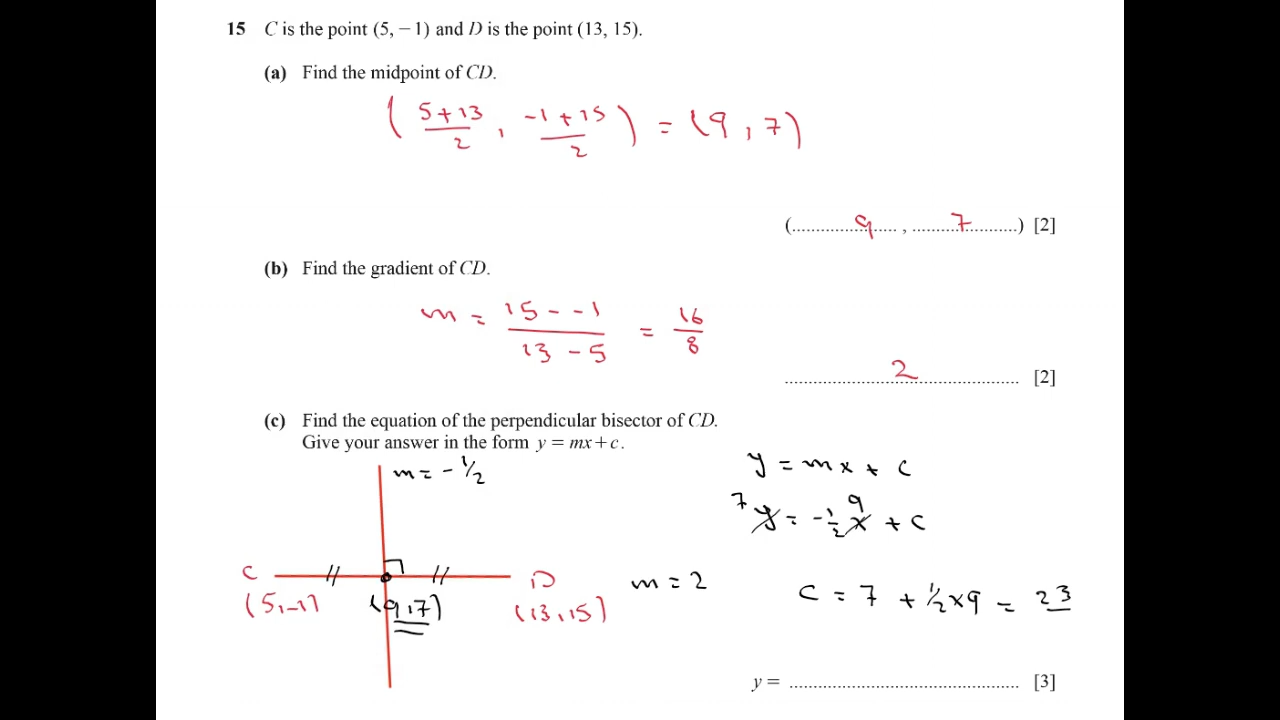 15 C is the point (5, −1) and D is the point (13, 15).
(a) Find the midpoint of CD.
( 5+13/2 , -1+15/2 ) = (9, 7)
(.................9......, ..........7............) [2]
(b) Find the gradient of CD.
m = 15--1/13-5 = 16/8
..........................2......................... [2]
(c) Find the equation of the perpendicular bisector of CD.
Give your answer in the form y = mx + c.
m = -1/2
y = mx + c
7 9
y = -1/2 x + c
C
D
m = 2
c = 7 + 1/2 × 9 = 23
(5,-1)
(9,7)
(13,15)
y = ............................................... [3]